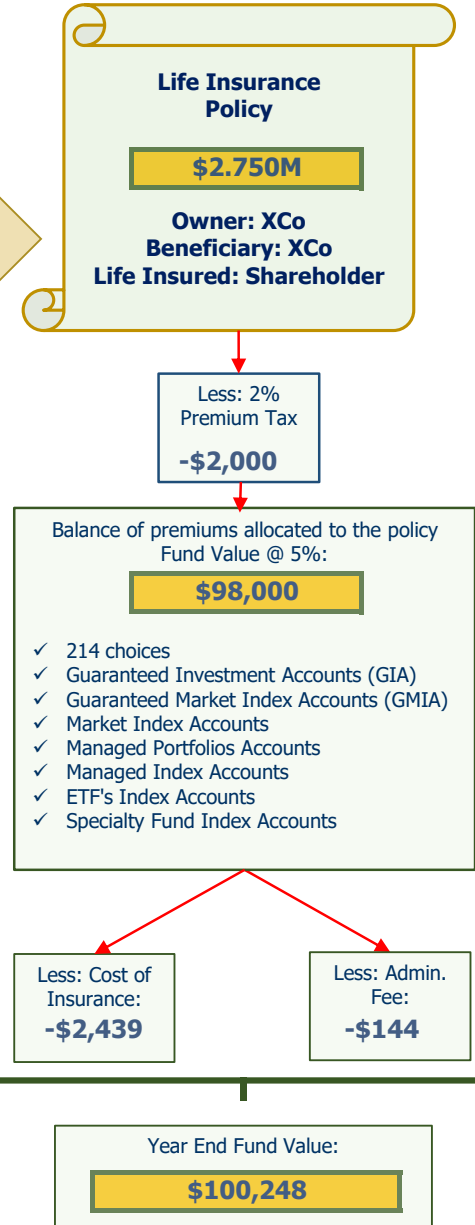 Life Insurance
Policy
$2.750M
Owner: XCo
Beneficiary: XCo
Life Insured: Shareholder
Less: 2%
Premium Tax
-$2,000
Balance of premiums allocated to the policy
Fund Value @ 5%:
$98,000
✓ 214 choices
✓ Guaranteed Investment Accounts (GIA)
✓ Guaranteed Market Index Accounts (GMIA)
✓ Market Index Accounts
✓ Managed Portfolios Accounts
✓ Managed Index Accounts
✓ ETF's Index Accounts
✓ Specialty Fund Index Accounts
Less: Cost of
Insurance:
-$2,439
Less: Admin.
Fee:
-$144
Year End Fund Value:
$100,248